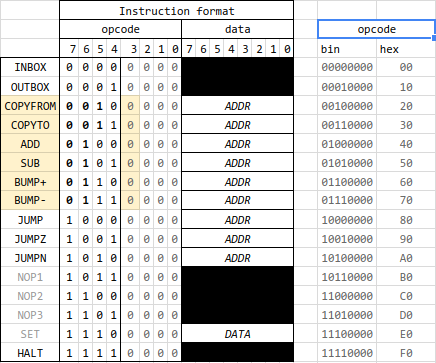 Instruction format
opcode data opcode
7 6 5 4 3 2 1 0 7 6 5 4 3 2 1 0 bin hex
INBOX 0 0 0 0 0 0 0 0 00000000 00
OUTBOX 0 0 0 1 0 0 0 0 00010000 10
COPYFROM 0 0 1 0 0 0 0 0 ADDR 00100000 20
COPYTO 0 0 1 1 0 0 0 0 ADDR 00110000 30
ADD 0 1 0 0 0 0 0 0 ADDR 01000000 40
SUB 0 1 0 1 0 0 0 0 ADDR 01010000 50
BUMP+ 0 1 1 0 0 0 0 0 ADDR 01100000 60
BUMP- 0 1 1 1 0 0 0 0 ADDR 01110000 70
JUMP 1 0 0 0 0 0 0 0 ADDR 10000000 80
JUMPZ 1 0 0 1 0 0 0 0 ADDR 10010000 90
JUMPN 1 0 1 0 0 0 0 0 ADDR 10100000 A0
NOP1 1 0 1 1 0 0 0 0 10110000 B0
NOP2 1 1 0 0 0 0 0 0 11000000 C0
NOP3 1 1 0 1 0 0 0 0 11010000 D0
SET 1 1 1 0 0 0 0 0 DATA 11100000 E0
HALT 1 1 1 1 0 0 0 0 11110000 F0